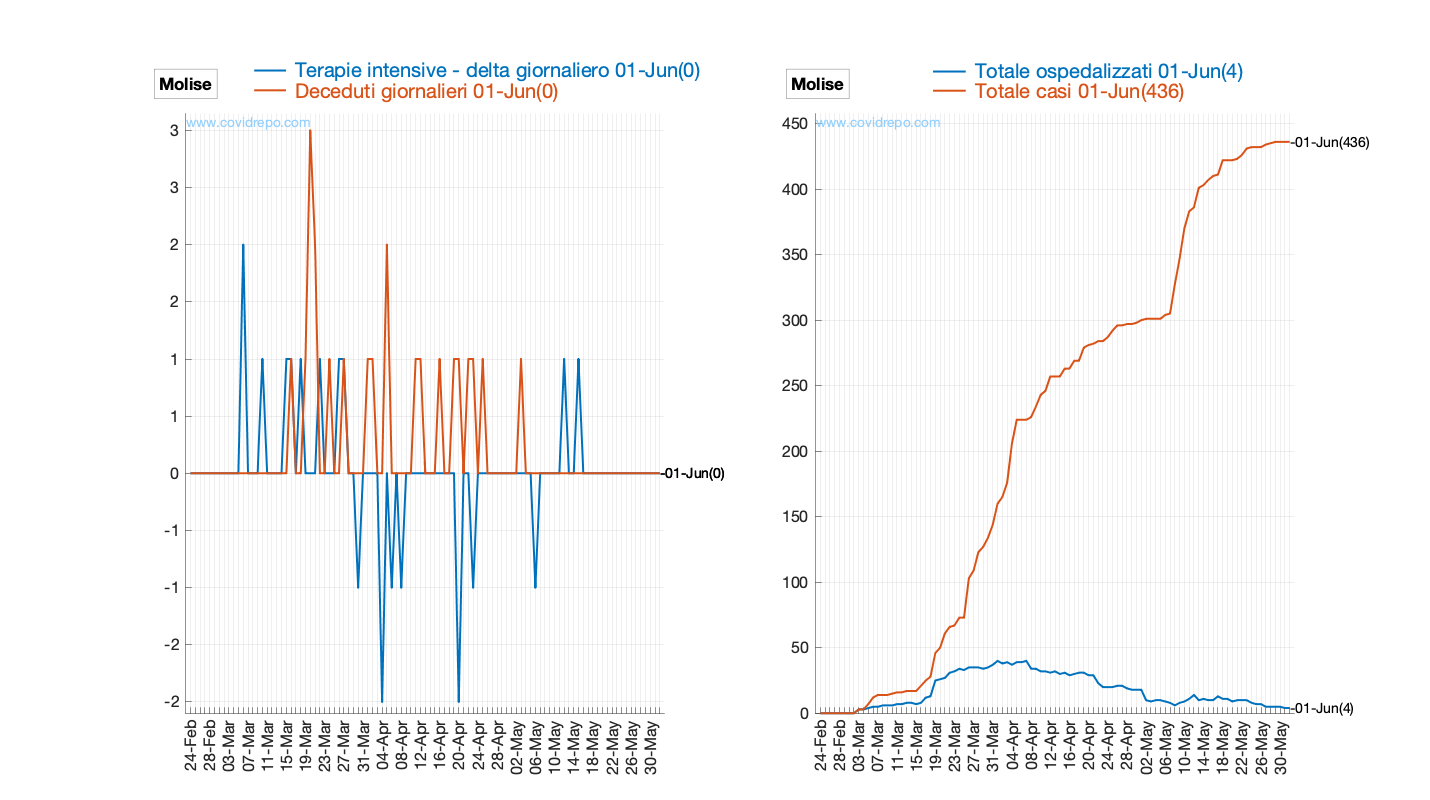 Molise
Terapie intensive - delta giornaliero 01-Jun(0)
Deceduti giornalieri 01-Jun(0)
www.covidrepo.com
3
3
2
2
1
1
0
-1
-1
-2
-2
-01-Jun(0)
24-Feb
28-Feb
03-Mar
07-Mar
11-Mar
15-Mar
19-Mar
23-Mar
27-Mar
31-Mar
04-Apr
08-Apr
12-Apr
16-Apr
20-Apr
24-Apr
28-Apr
02-May
06-May
10-May
14-May
18-May
22-May
26-May
30-May
Molise
Totale ospedalizzati 01-Jun(4)
Totale casi 01-Jun(436)
www.covidrepo.com
450
400
350
300
250
200
150
100
50
0
-01-Jun(436)
-01-Jun(4)
24-Feb
28-Feb
03-Mar
07-Mar
11-Mar
15-Mar
19-Mar
23-Mar
27-Mar
31-Mar
04-Apr
08-Apr
12-Apr
16-Apr
20-Apr
24-Apr
28-Apr
02-May
06-May
10-May
14-May
18-May
22-May
26-May
30-May